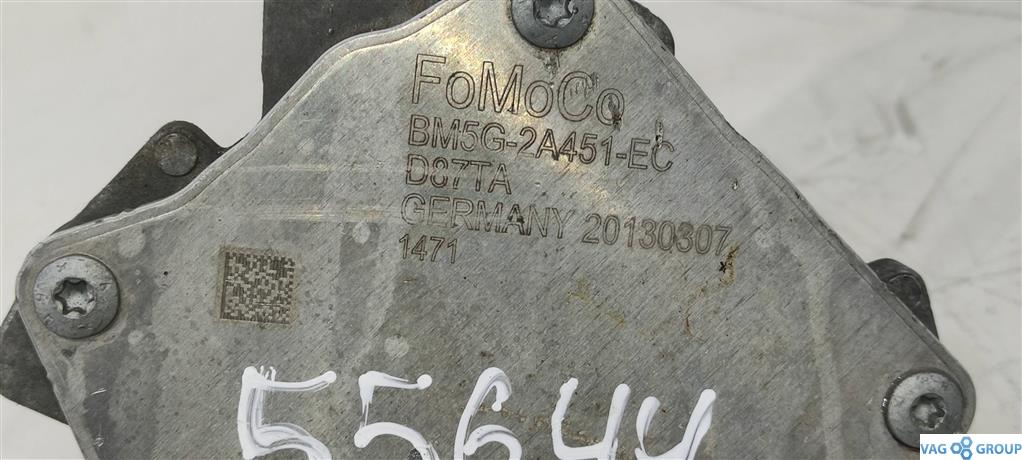 FoMoCo
BM5G-2A451-EC
D87TA
GERMANY 20130307
1471
55644
VAG GROUP